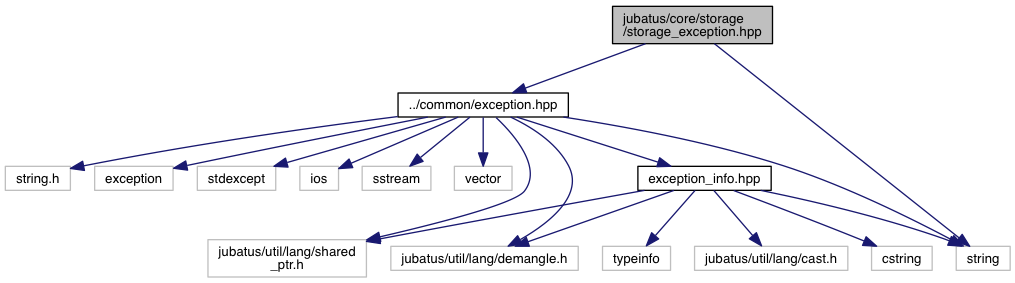 jubatus/core/storage
/storage_exception.hpp
../common/exception.hpp
string.h
exception
stdexcept
ios
sstream
vector
exception_info.hpp
jubatus/util/lang/shared
_ptr.h
jubatus/util/lang/demangle.h
typeinfo
jubatus/util/lang/cast.h
cstring
string